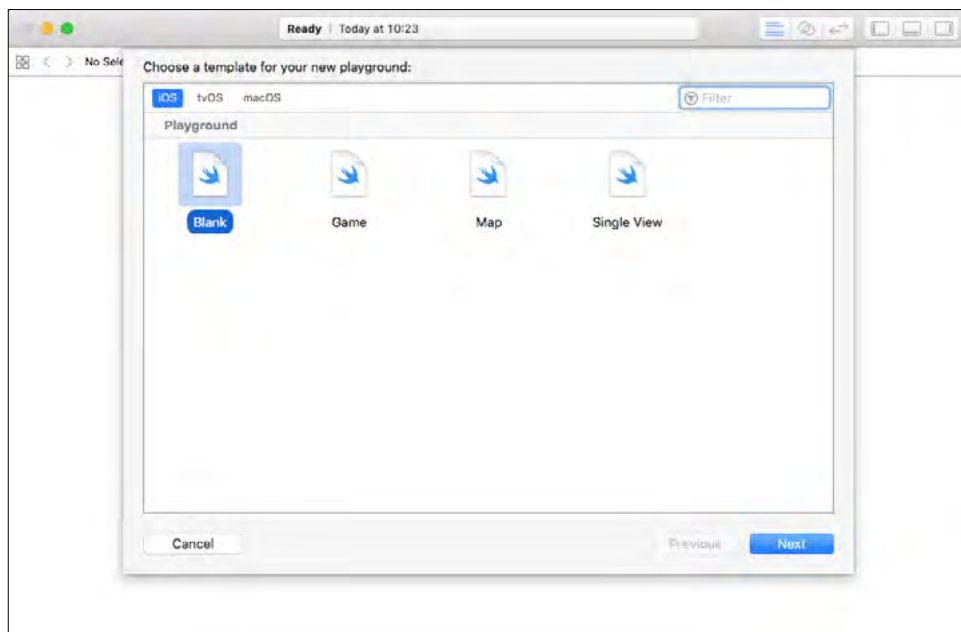 Ready | Today at 10:23
No Sele
Choose a template for your new playground:
iOS tvOS macOS Filter
Playground
Blank Game Map Single View
Cancel Previous Next